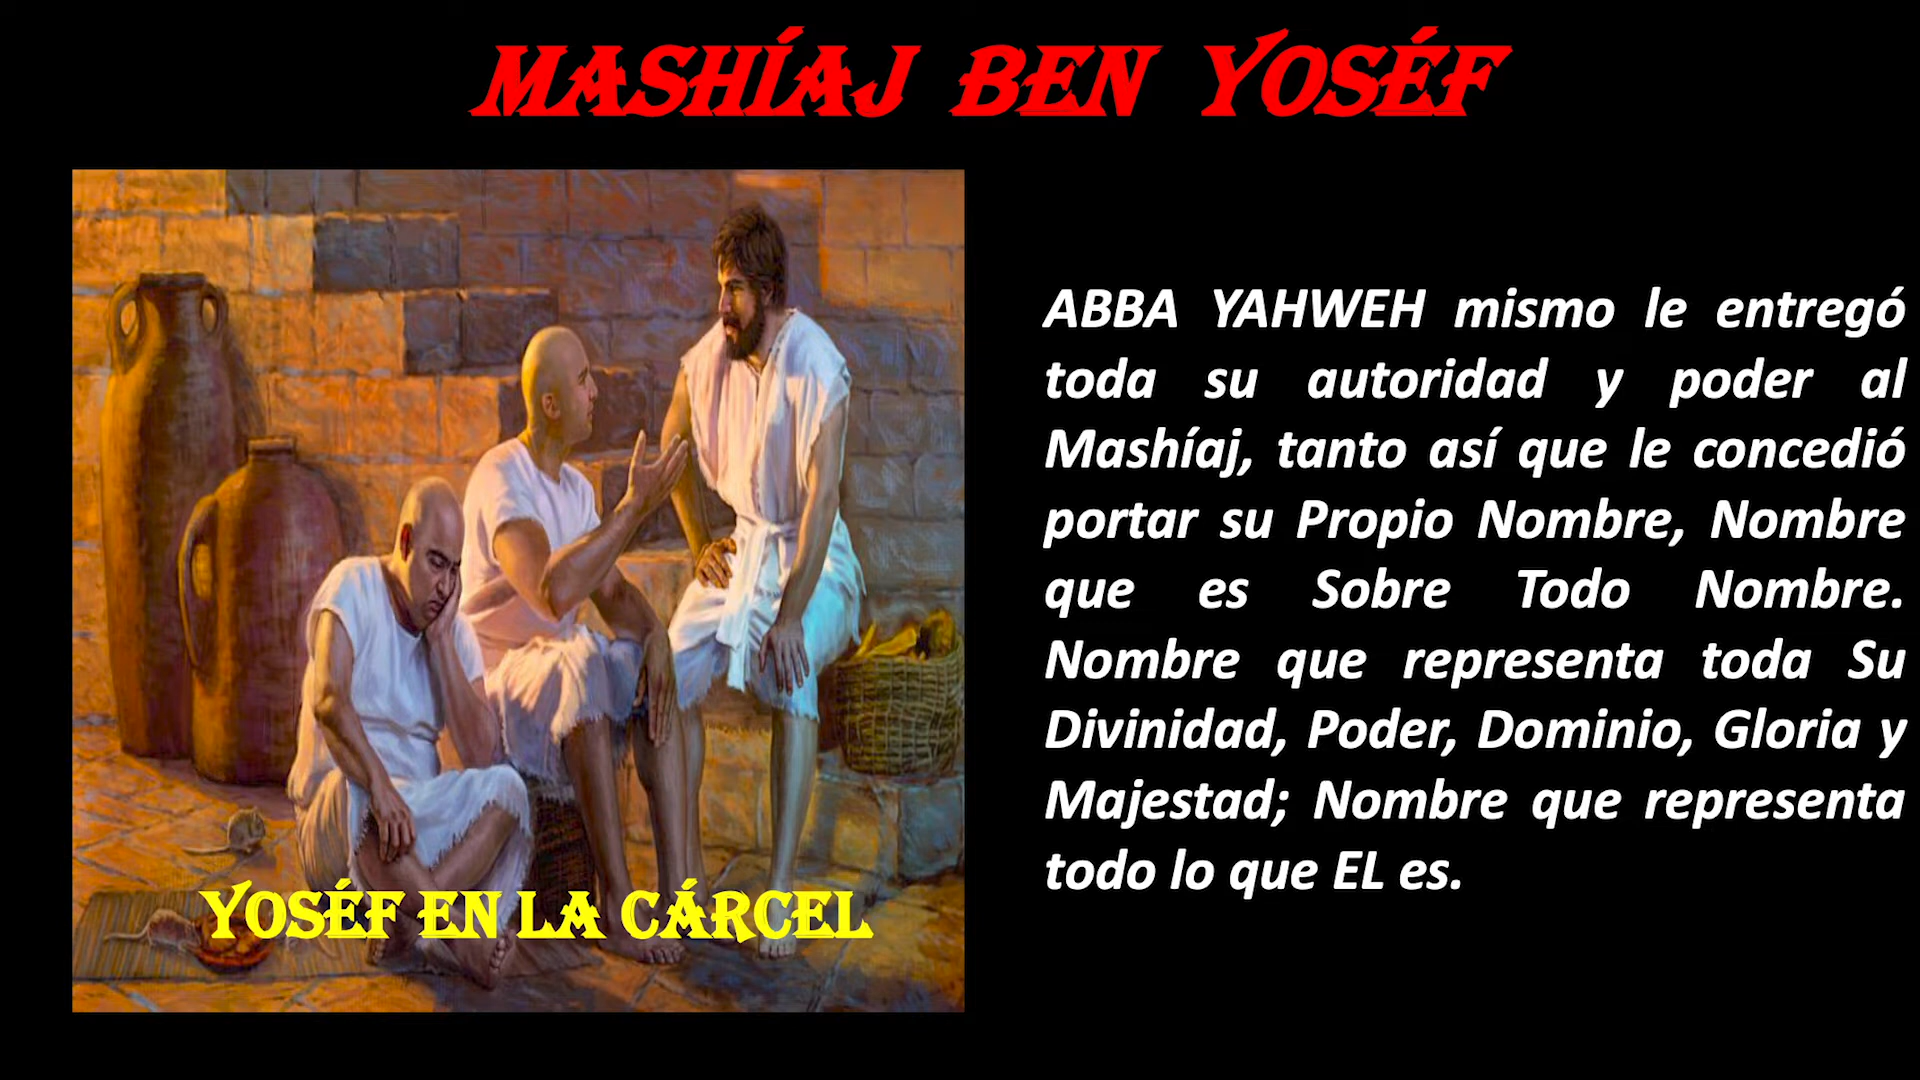 MASHÍAJ BEN YOSÉF
ABBA YAHWEH mismo le entregó
toda su autoridad y poder al
Mashíaj, tanto así que le concedió
portar su Propio Nombre, Nombre
que es Sobre Todo Nombre.
Nombre que representa toda Su
Divinidad, Poder, Dominio, Gloria y
Majestad; Nombre que representa
todo lo que EL es.
YOSÉF EN LA CÁRCEL